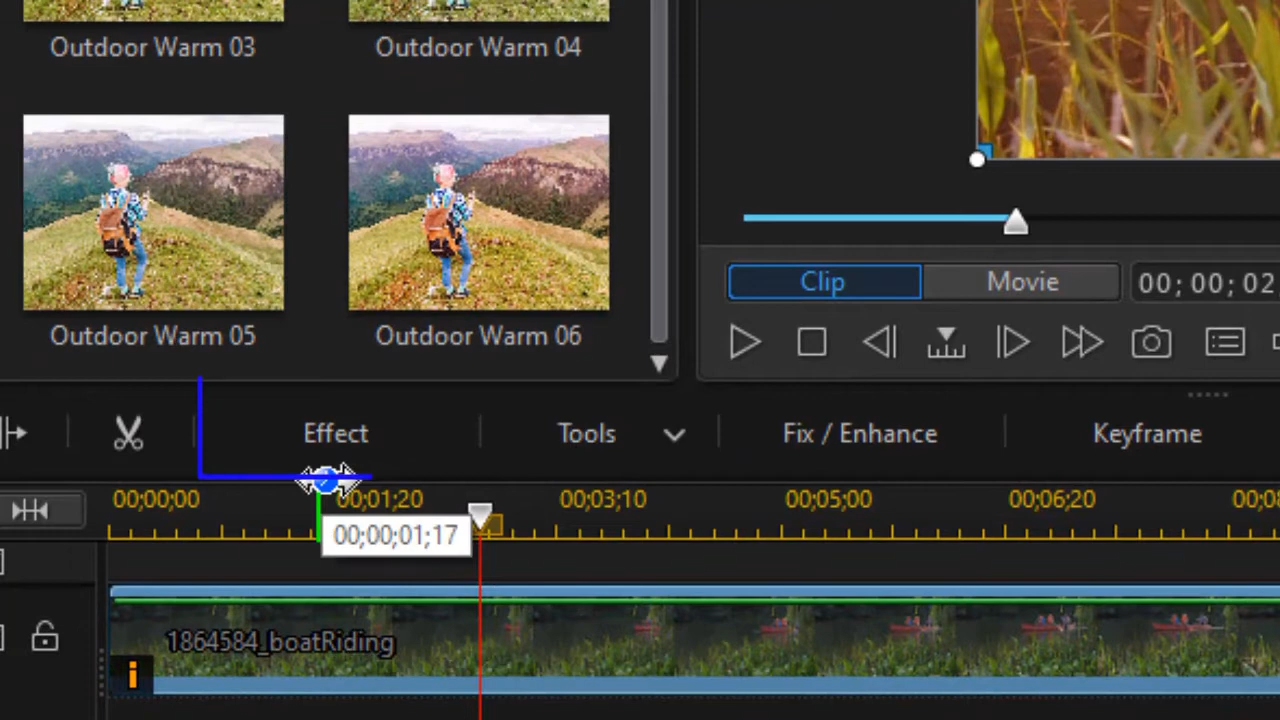 Outdoor Warm 03
Outdoor Warm 04
Outdoor Warm 05
Outdoor Warm 06
Clip
Movie
00; 00; 02
Effect
Tools
Fix / Enhance
Keyframe
00;00;00
00;01;20
00;03;10
00;05;00
00;06;20
00;00;01;17
1864584_boatRiding
i